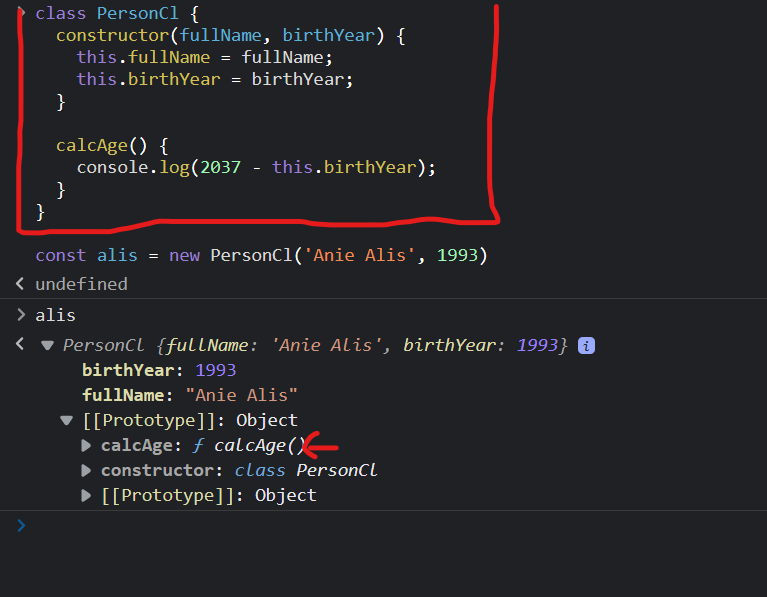 class PersonCl {
constructor(fullName, birthYear) {
this.fullName = fullName;
this.birthYear = birthYear;
}
calcAge() {
console.log(2037 - this.birthYear);
}
}
const alis = new PersonCl('Anie Alis', 1993)
undefined
alis
PersonCl {fullName: 'Anie Alis', birthYear: 1993} i
birthYear: 1993
fullName: "Anie Alis"
[[Prototype]]: Object
calcAge: ƒ calcAge()
constructor: class PersonCl
[[Prototype]]: Object